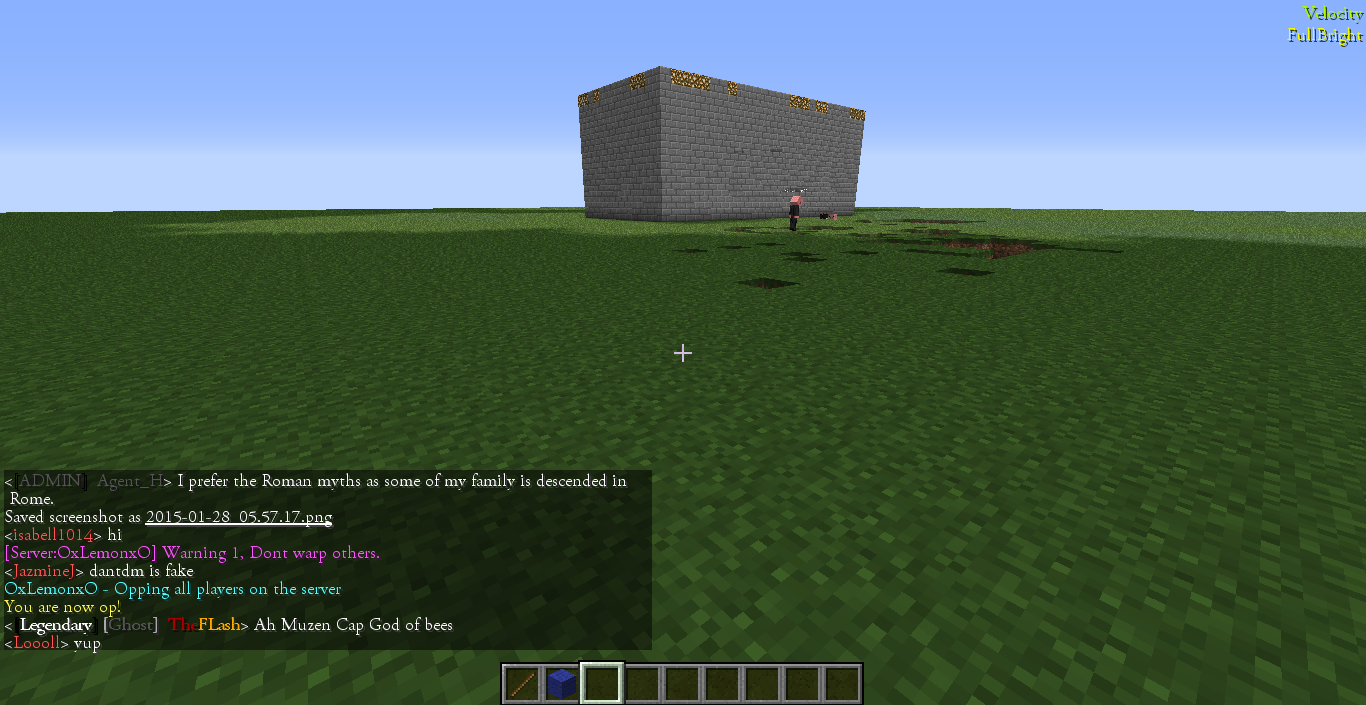 Velocity
FullBright
<[ADMIN] Agent_H> I prefer the Roman myths as some of my family is descended in
Rome.
Saved screenshot as 2015-01-28_05.57.17.png
<isabell1014> hi
[Server:OxLemonxO] Warning 1, Dont warp others.
<JazmineJ> dantdm is fake
OxLemonxO - Opping all players on the server
You are now op!
< Legendary [Ghost] TheFLash> Ah Muzen Cap God of bees
<Loooll> yup